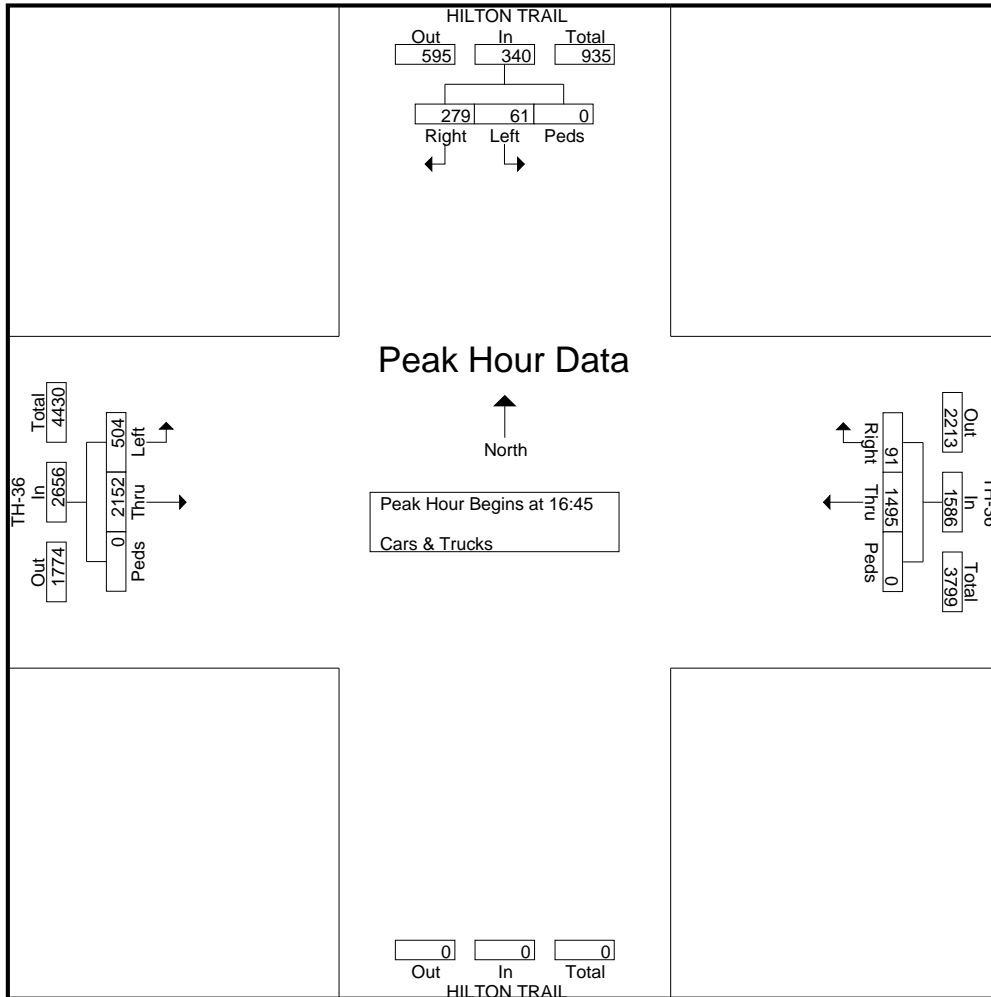 HILTON TRAIL
Out In Total
595 340 935
279 61 0
Right Left Peds
Peak Hour Data
North
Peak Hour Begins at 16:45
Cars & Trucks
TH-36
Total In Out
4430 2656 1774
504 2152 0
Left Thru Peds
TH-36
Out In Total
2213 1586 3799
91 1495 0
Right Thru Peds
0 0 0
Out In Total
HILTON TRAIL